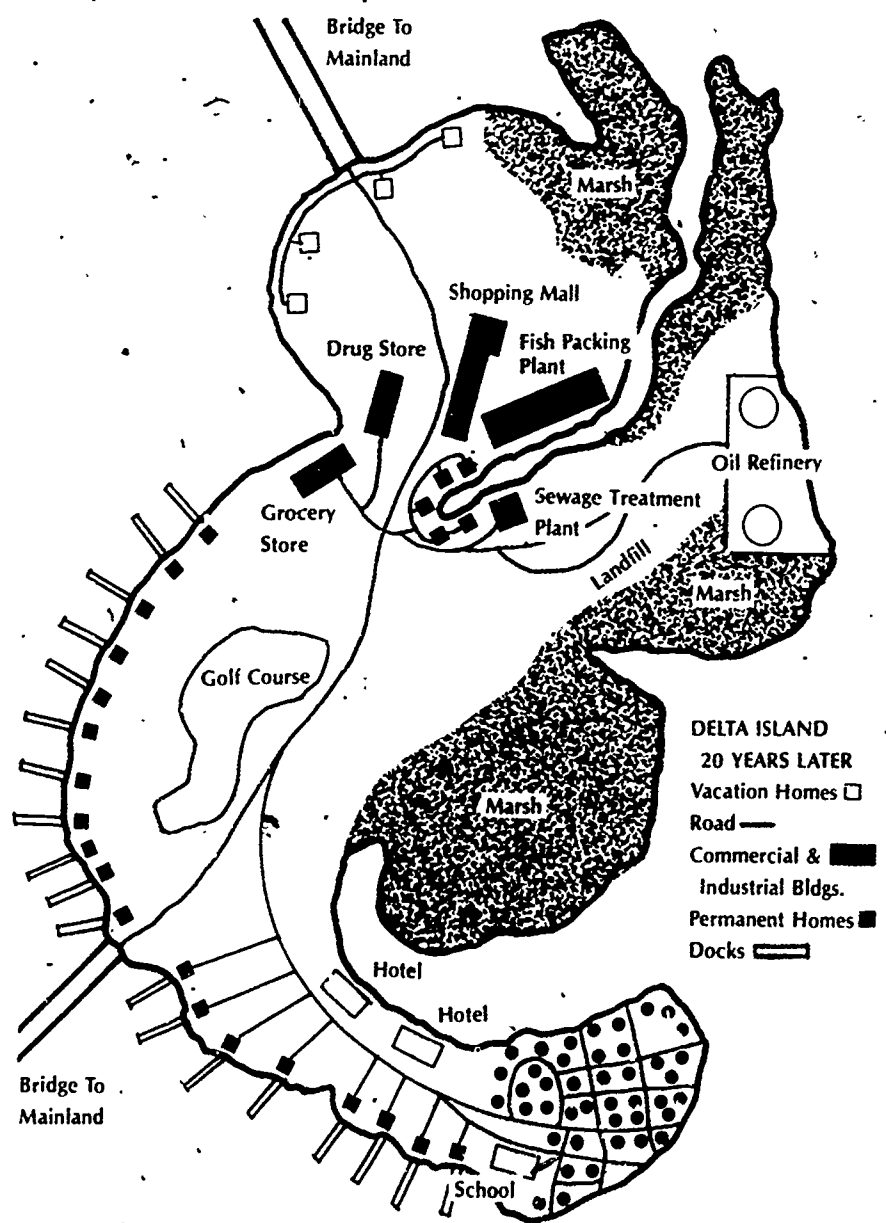 Bridge To
Mainland
Marsh
Shopping Mall
Drug Store
Fish Packing
Plant
Oil Refinery
Grocery
Store
Sewage Treatment
Plant
Landfill
Marsh
Golf Course
Marsh
DELTA ISLAND
20 YEARS LATER
Vacation Homes
Road
Commercial &
Industrial Bldgs.
Permanent Homes
Docks
Hotel
Hotel
Bridge To
Mainland
School